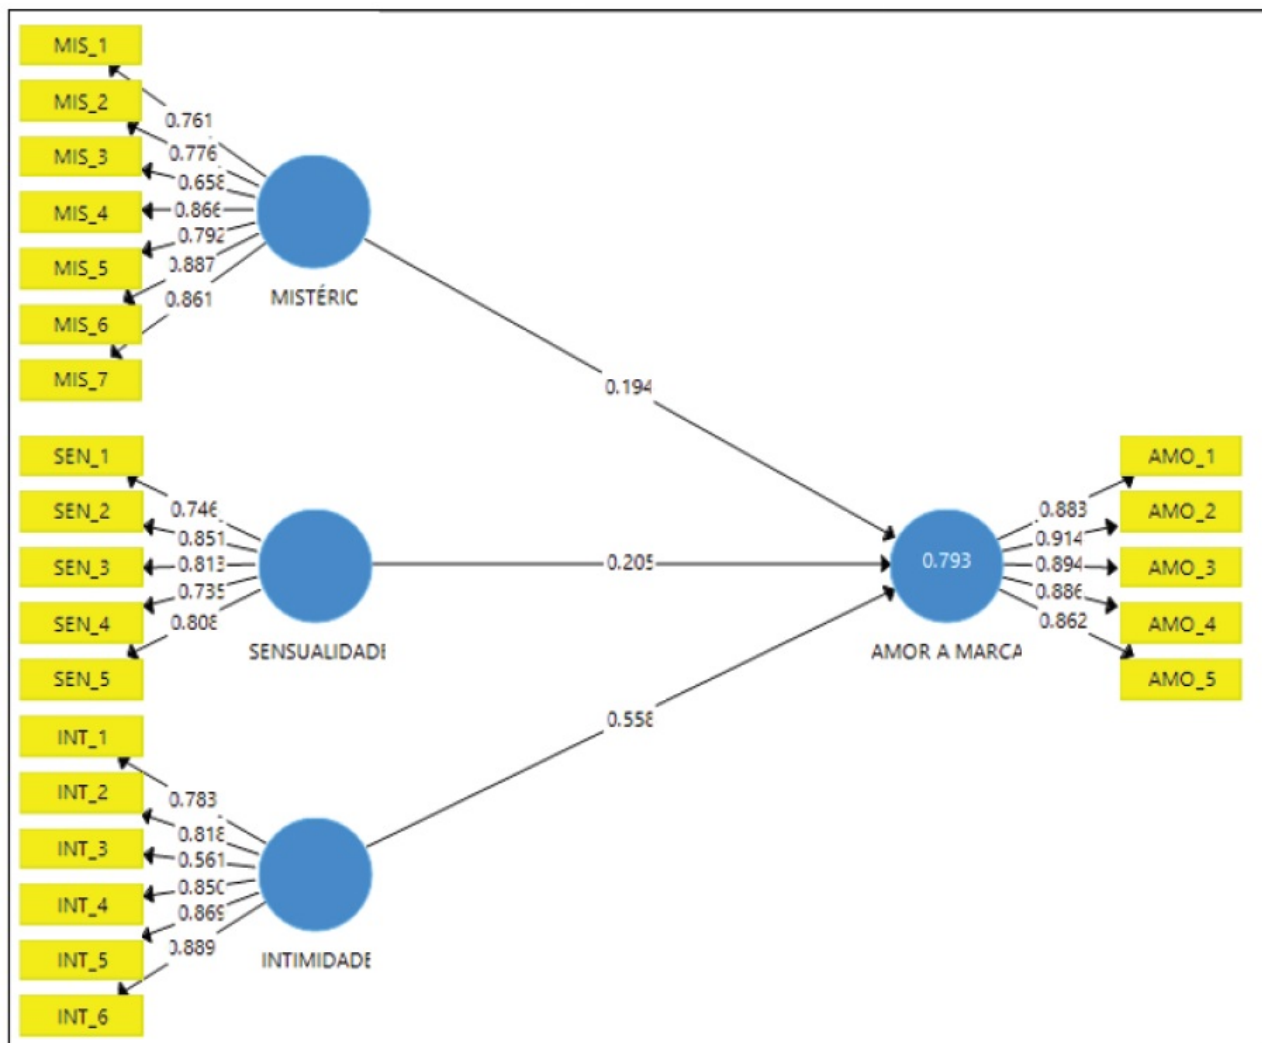 MIS_1
MIS_2
MIS_3
MIS_4
MIS_5
MIS_6
MIS_7
0.761
0.776
0.658
0.866
0.792
0.887
0.861
MISTÉRIC
0.194
SEN_1
SEN_2
SEN_3
SEN_4
SEN_5
0.746
0.851
0.813
0.735
0.808
SENSUALIDADE
0.205
INT_1
INT_2
INT_3
INT_4
INT_5
INT_6
0.783
0.818
0.561
0.850
0.869
0.889
INTIMIDADE
0.558
0.793
AMOR A MARCA
0.883
0.914
0.894
0.886
0.862
AMO_1
AMO_2
AMO_3
AMO_4
AMO_5